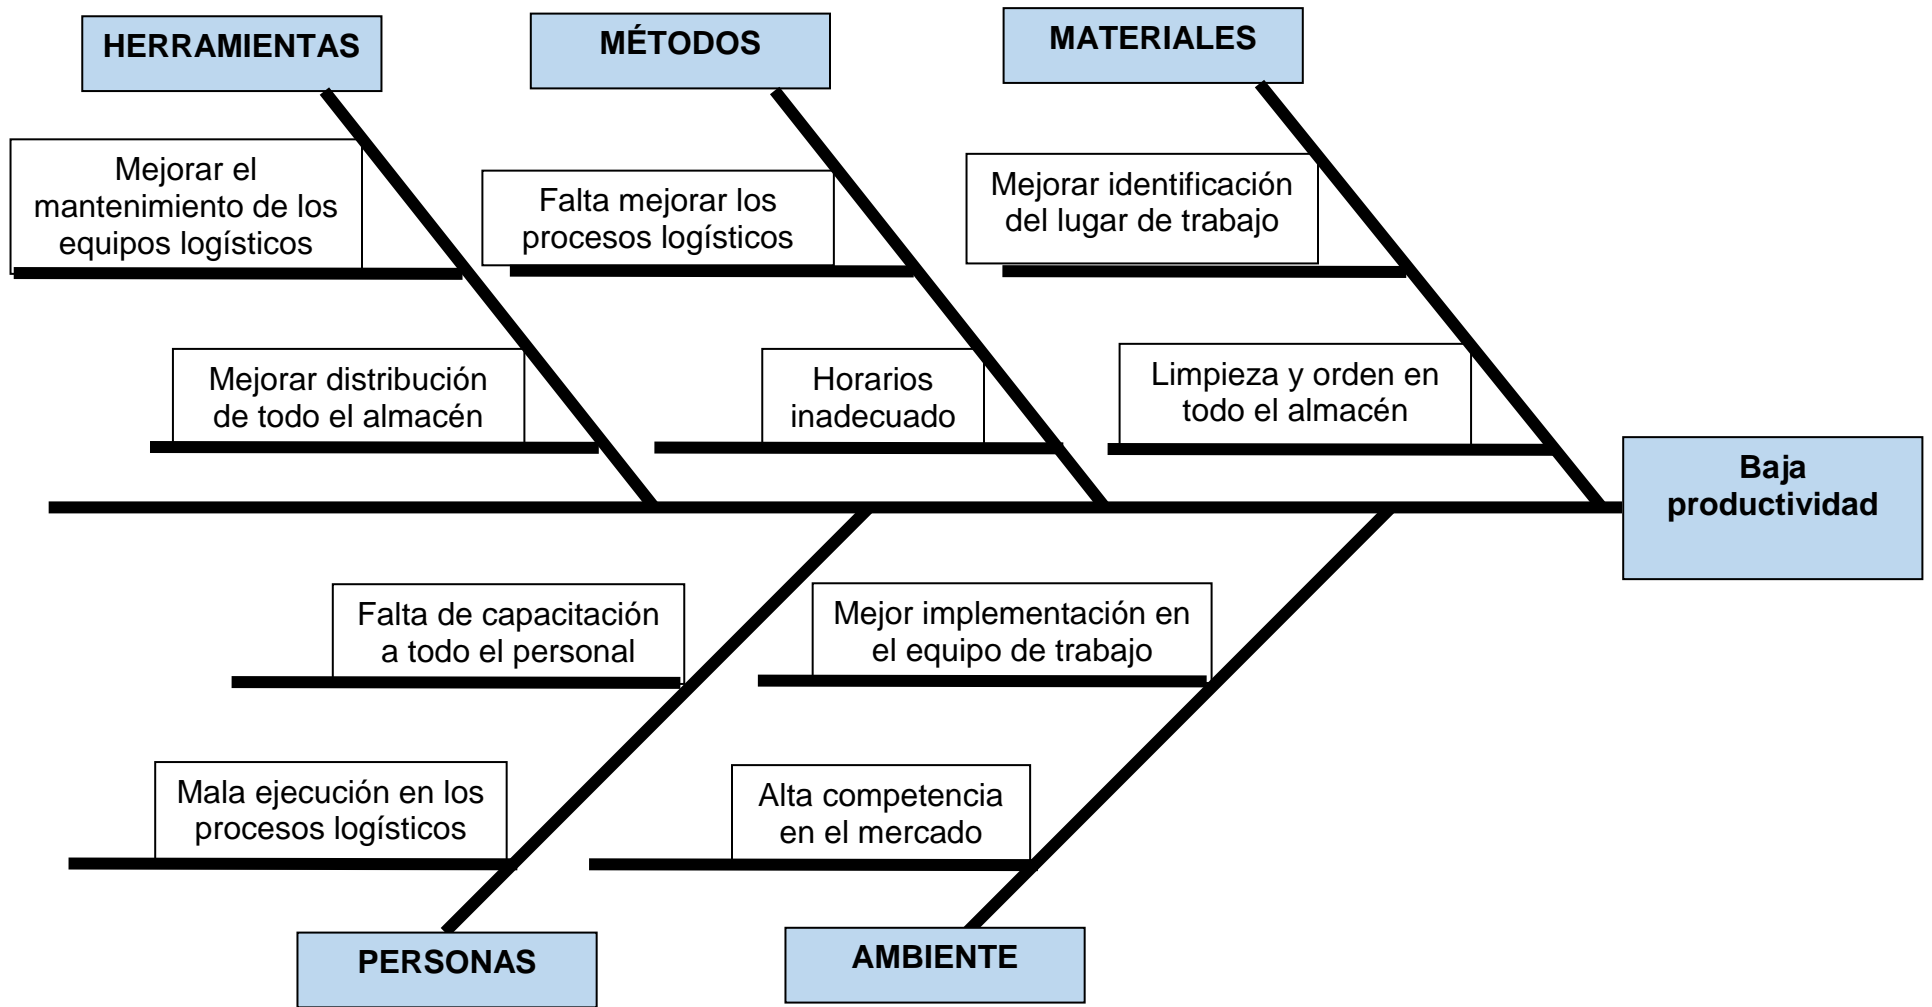 HERRAMIENTAS
MÉTODOS
MATERIALES
Mejorar el
mantenimiento de los
equipos logísticos
Falta mejorar los
procesos logísticos
Mejorar identificación
del lugar de trabajo
Mejorar distribución
de todo el almacén
Horarios
inadecuado
Limpieza y orden en
todo el almacén
Baja
productividad
Falta de capacitación
a todo el personal
Mejor implementación en
el equipo de trabajo
Mala ejecución en los
procesos logísticos
Alta competencia
en el mercado
PERSONAS
AMBIENTE